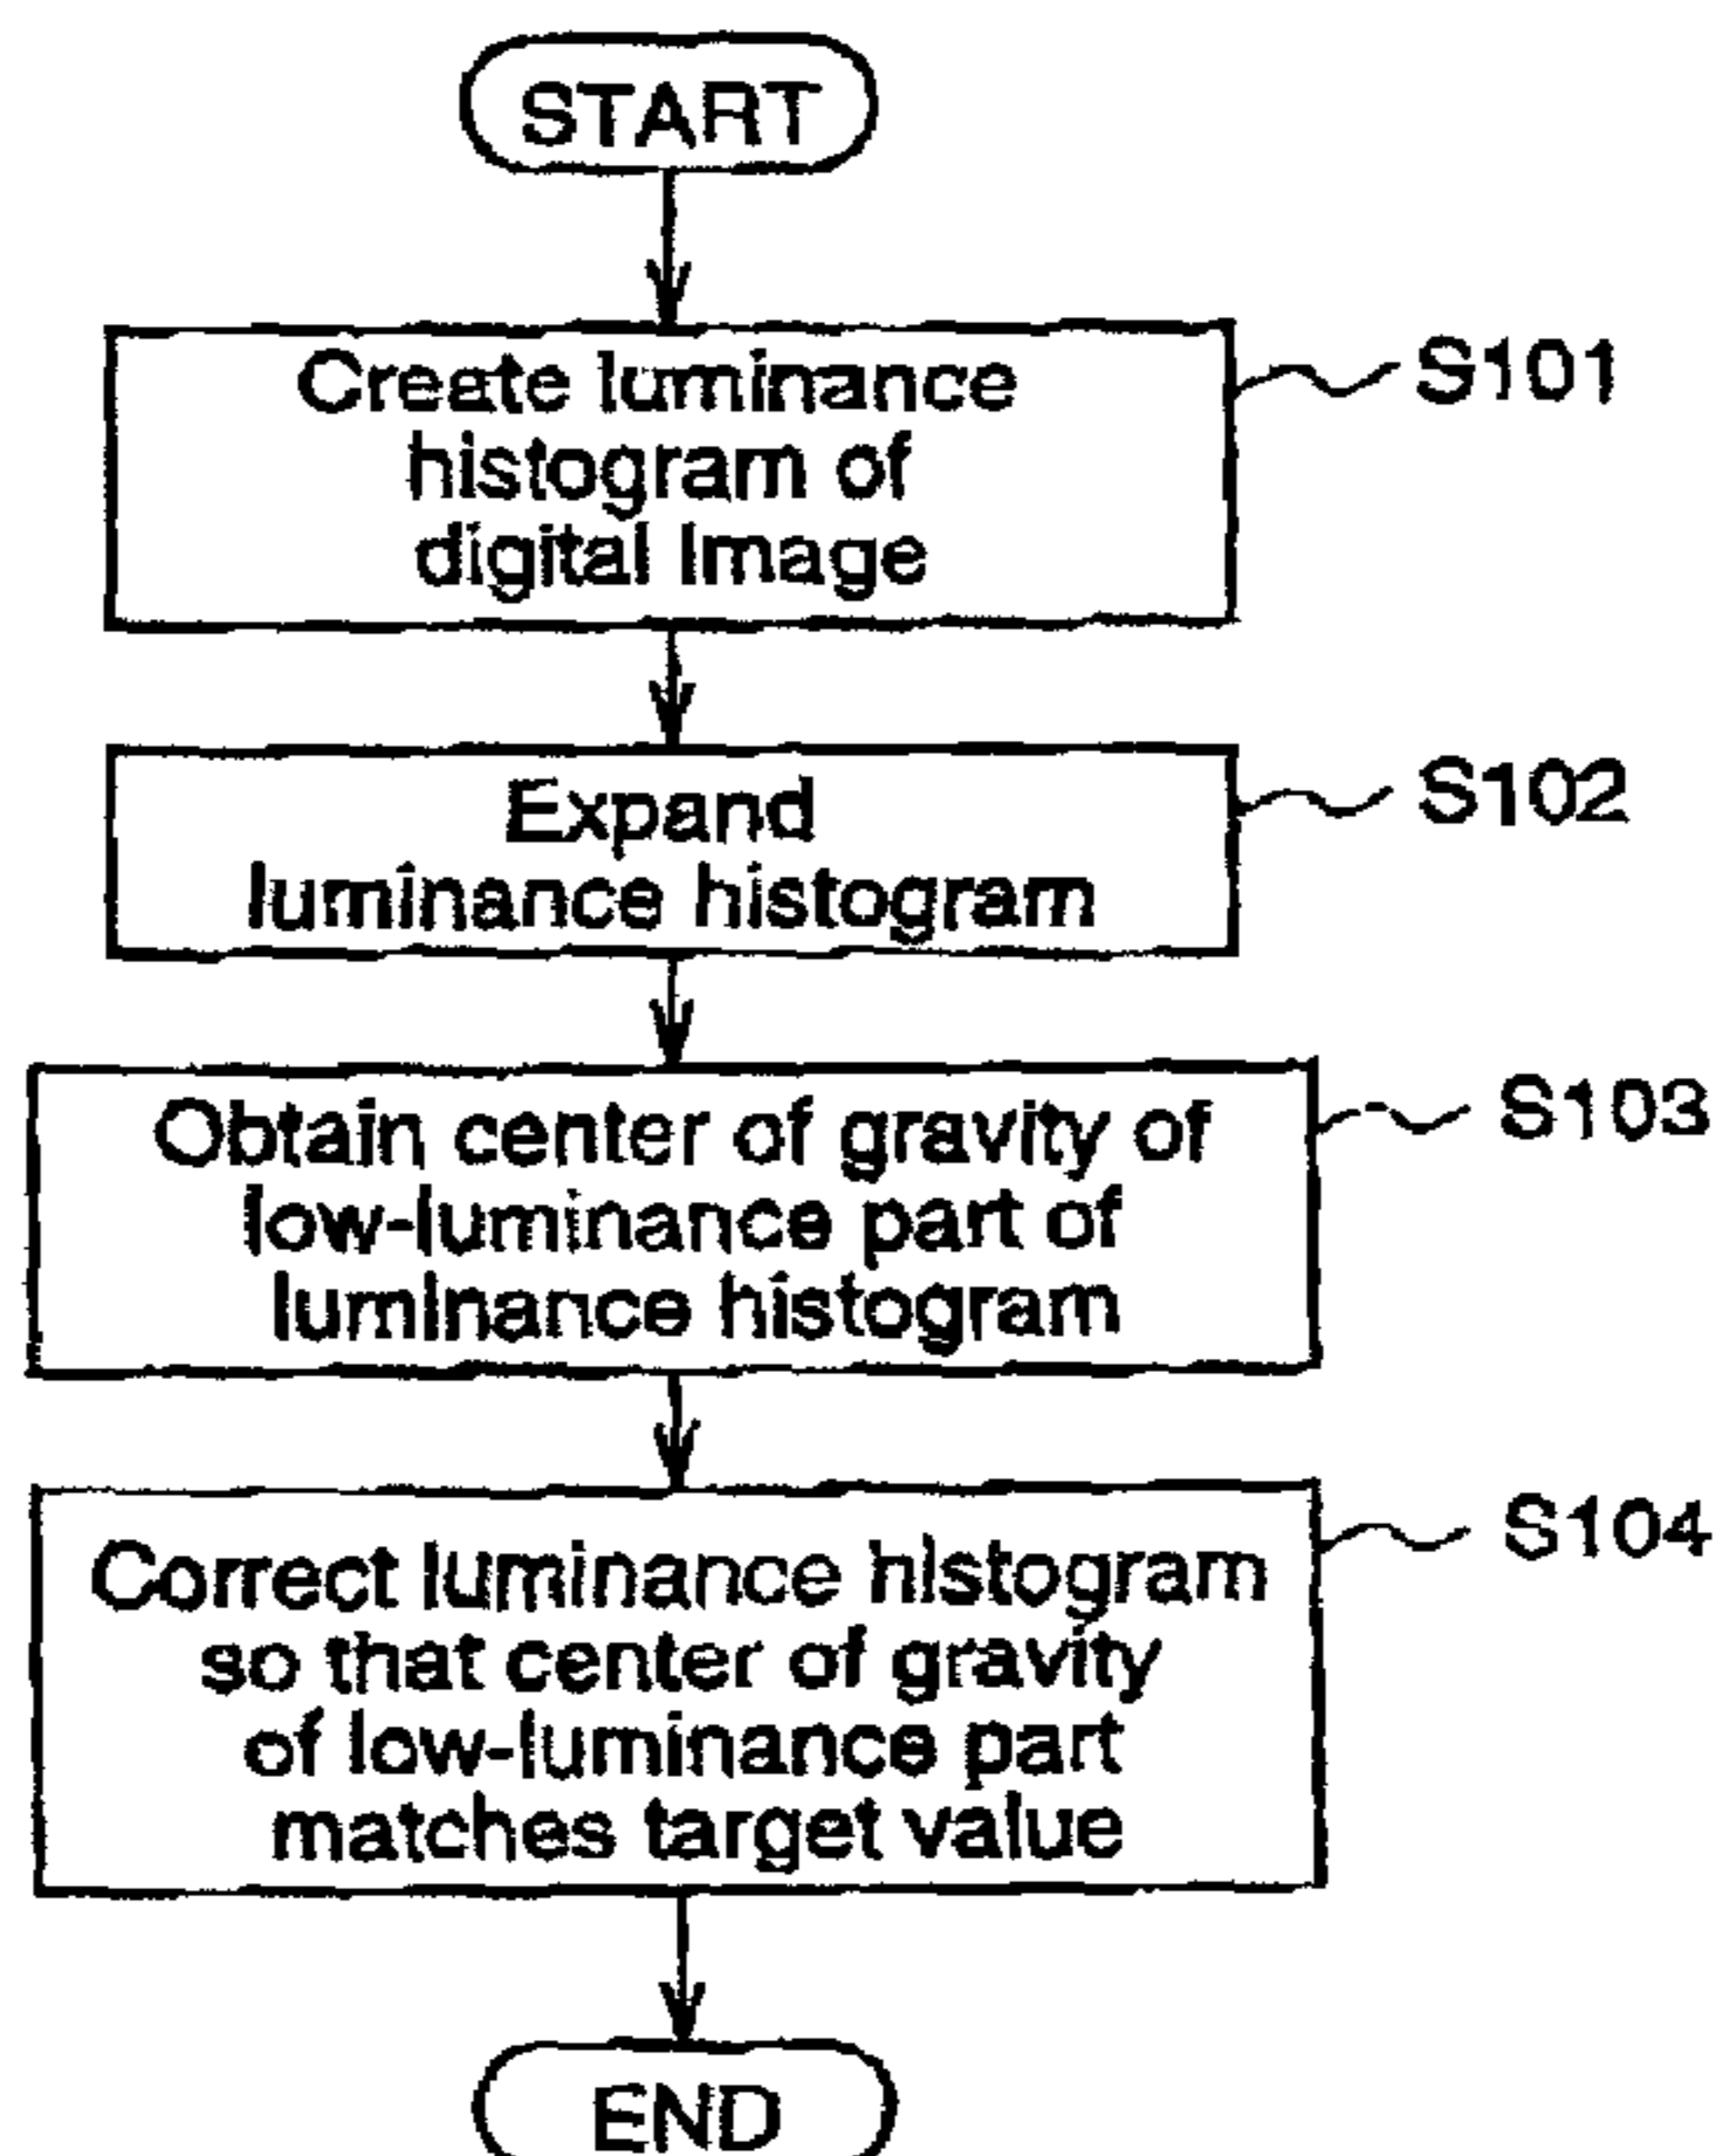 START
Create luminance
histogram of
digital Image
S101
Expand
luminance histogram
S102
Obtain center of gravity of
low-luminance part of
luminance histogram
S103
Correct luminance histogram
so that center of gravity
of low-luminance part
matches target value
S104
END